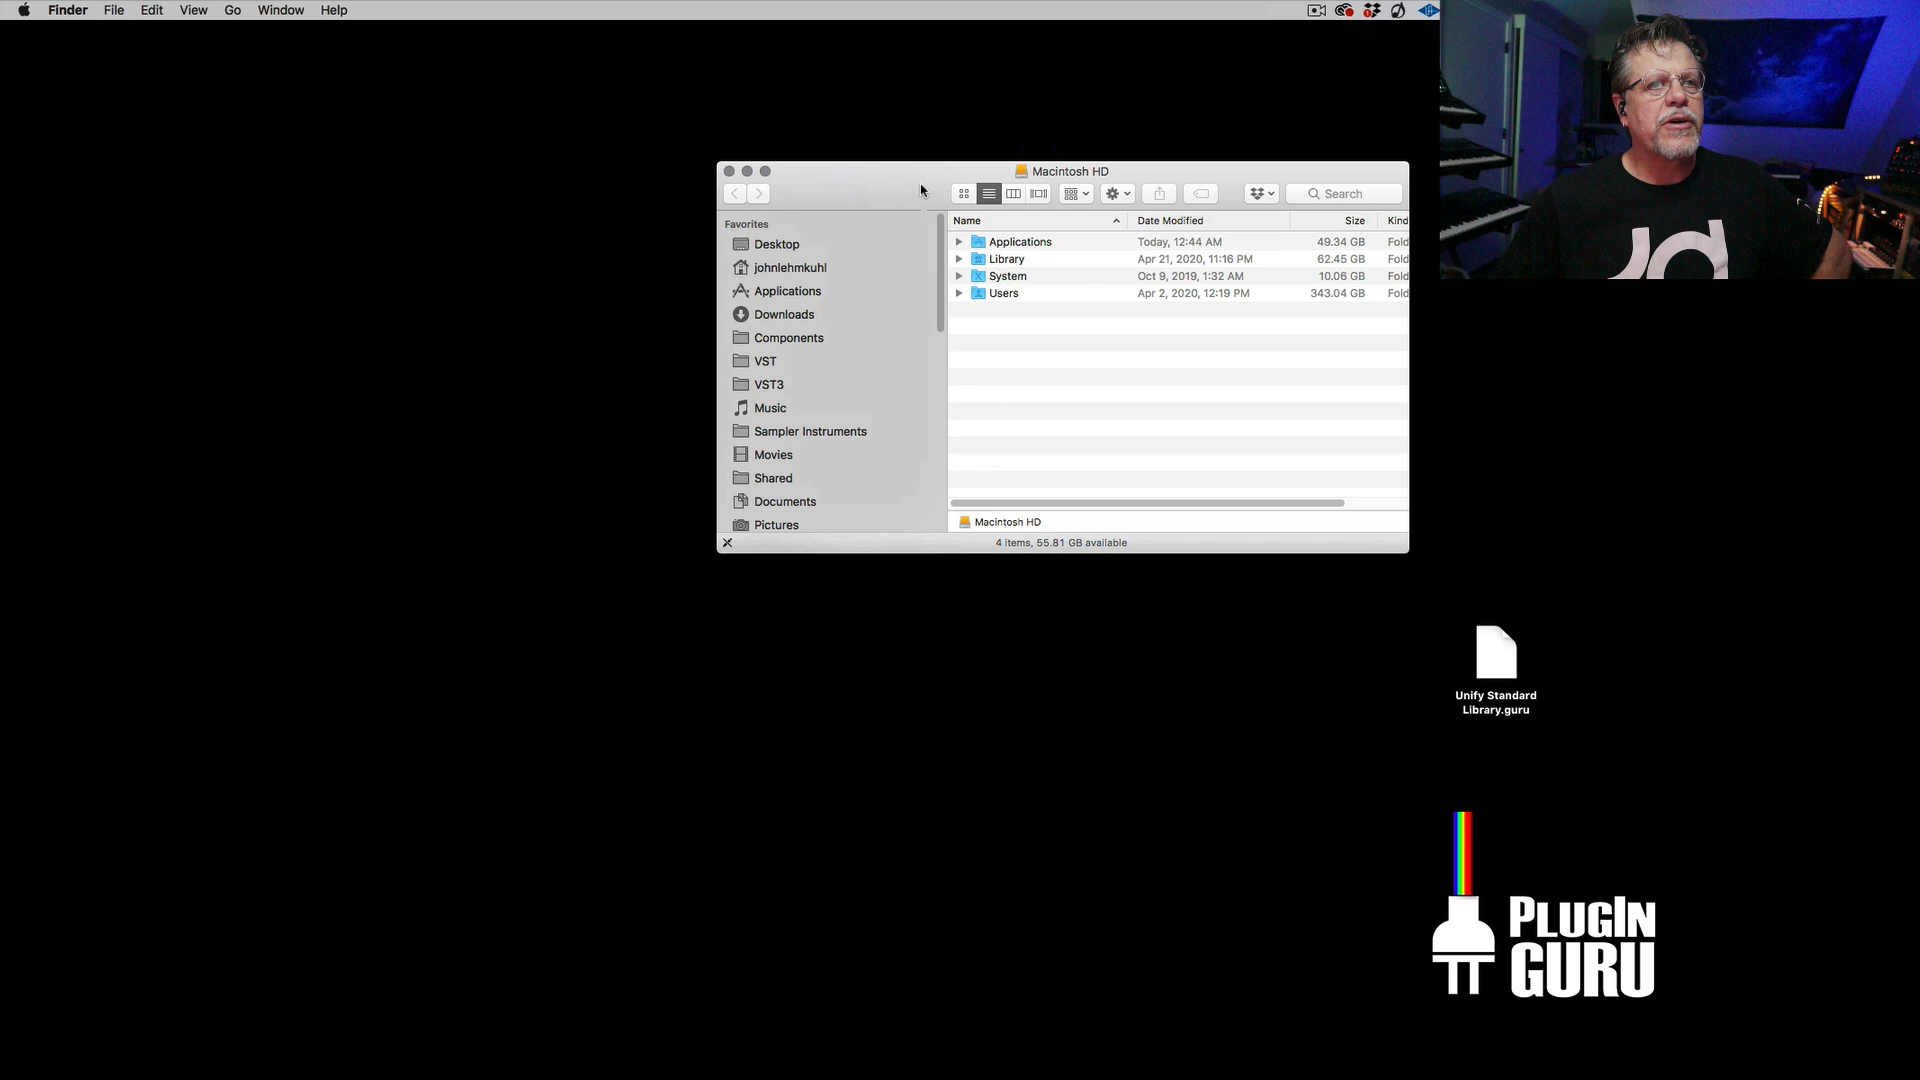 Finder File Edit View Go Window Help
Macintosh HD
Search
Favorites
Desktop
johnlehmkuhl
Applications
Downloads
Components
VST
VST3
Music
Sampler Instruments
Movies
Shared
Documents
Pictures
Name Date Modified Size Kind
Applications Today, 12:44 AM 49.34 GB Fold
Library Apr 21, 2020, 11:16 PM 62.45 GB Fold
System Oct 9, 2019, 1:32 AM 10.06 GB Fold
Users Apr 2, 2020, 12:19 PM 343.04 GB Fold
Macintosh HD
4 items, 55.81 GB available
Unify Standard
Library.guru
PLUGIN
GURU